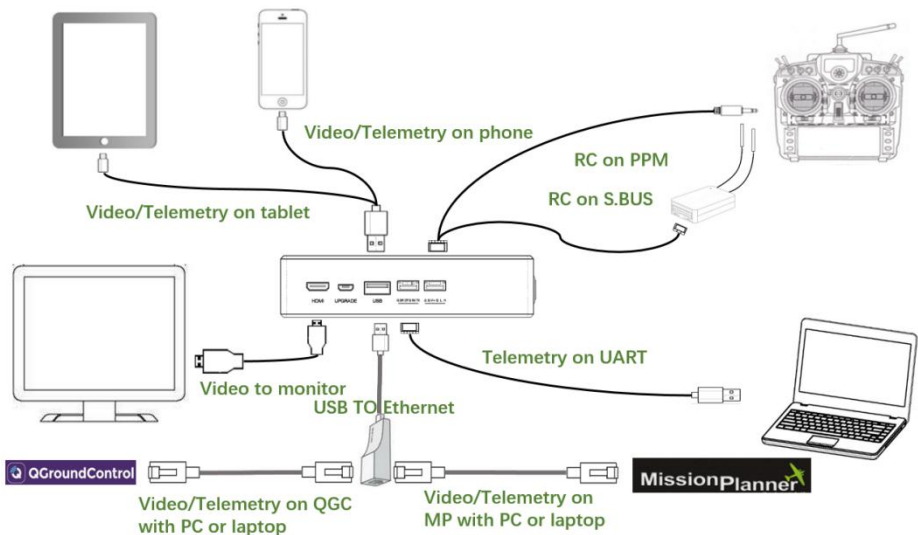 Video/Telemetry on phone
RC on PPM
RC on S.BUS
Video/Telemetry on tablet
HDMI UPGRADE USB
Telemetry on UART
Video to monitor
USB TO Ethernet
QGroundControl
MissionPlanner
Video/Telemetry on QGC
with PC or laptop
Video/Telemetry on
MP with PC or laptop